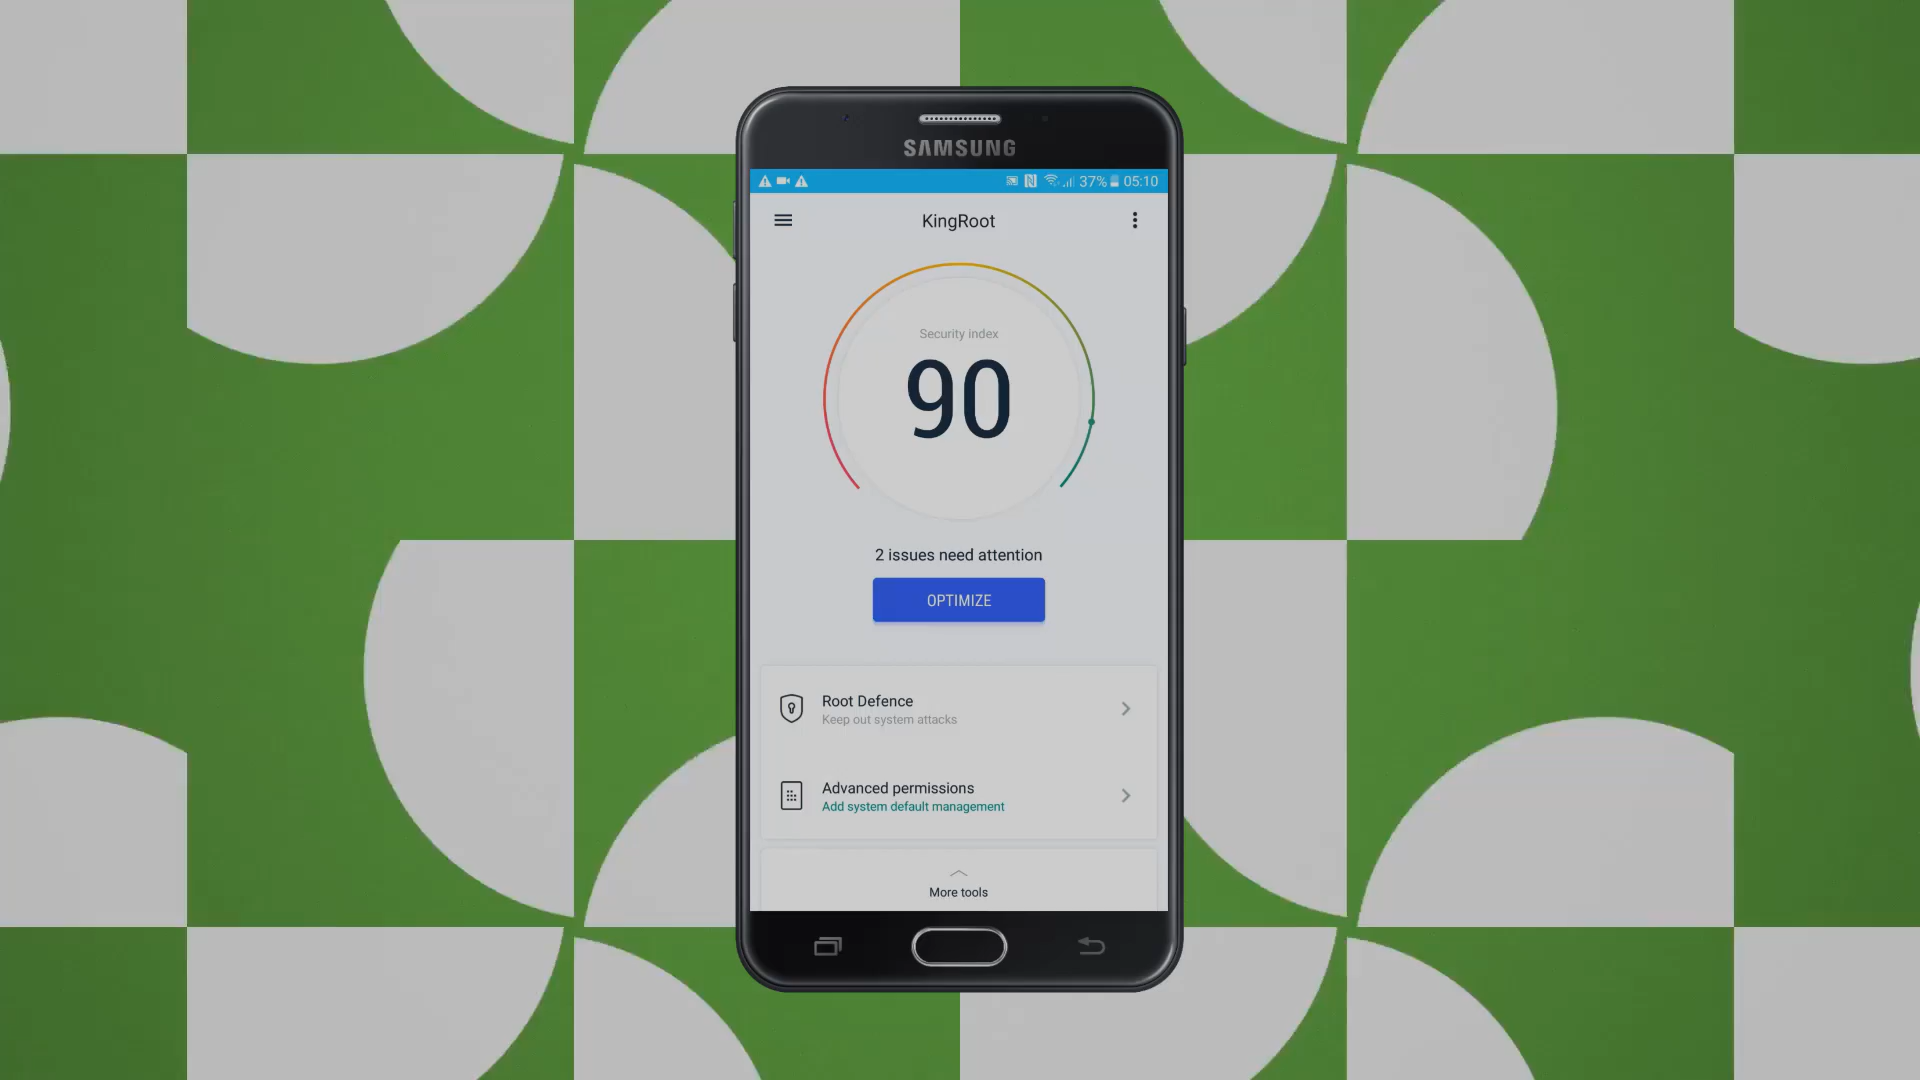 SAMSUNG
37% 05:10
KingRoot
Security index
90
2 issues need attention
OPTIMIZE
Root Defence
Keep out system attacks
Advanced permissions
Add system default management
More tools